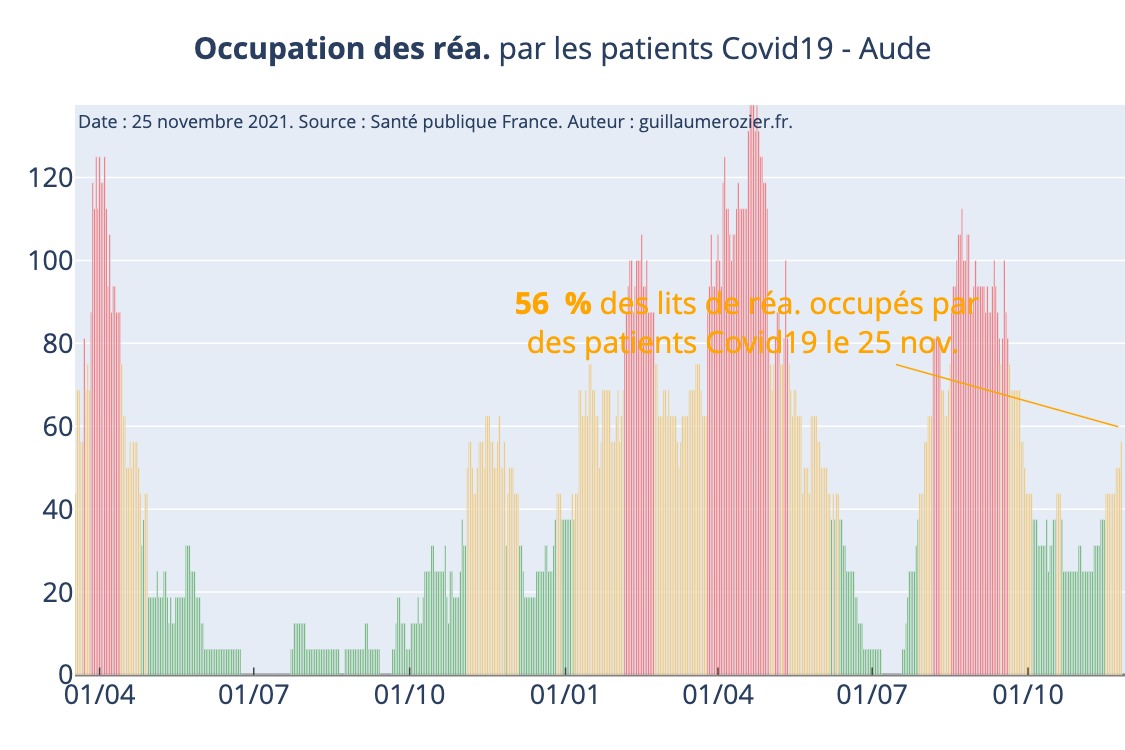 Occupation des réa. par les patients Covid19 - Aude
Date : 25 novembre 2021. Source : Santé publique France. Auteur : guillaumerozier.fr.
120
100
56 % des lits de réa. occupés par
des patients Covid19 le 25 nov.
80
60
40
20
0
01/04 01/07 01/10 01/01 01/04 01/07 01/10